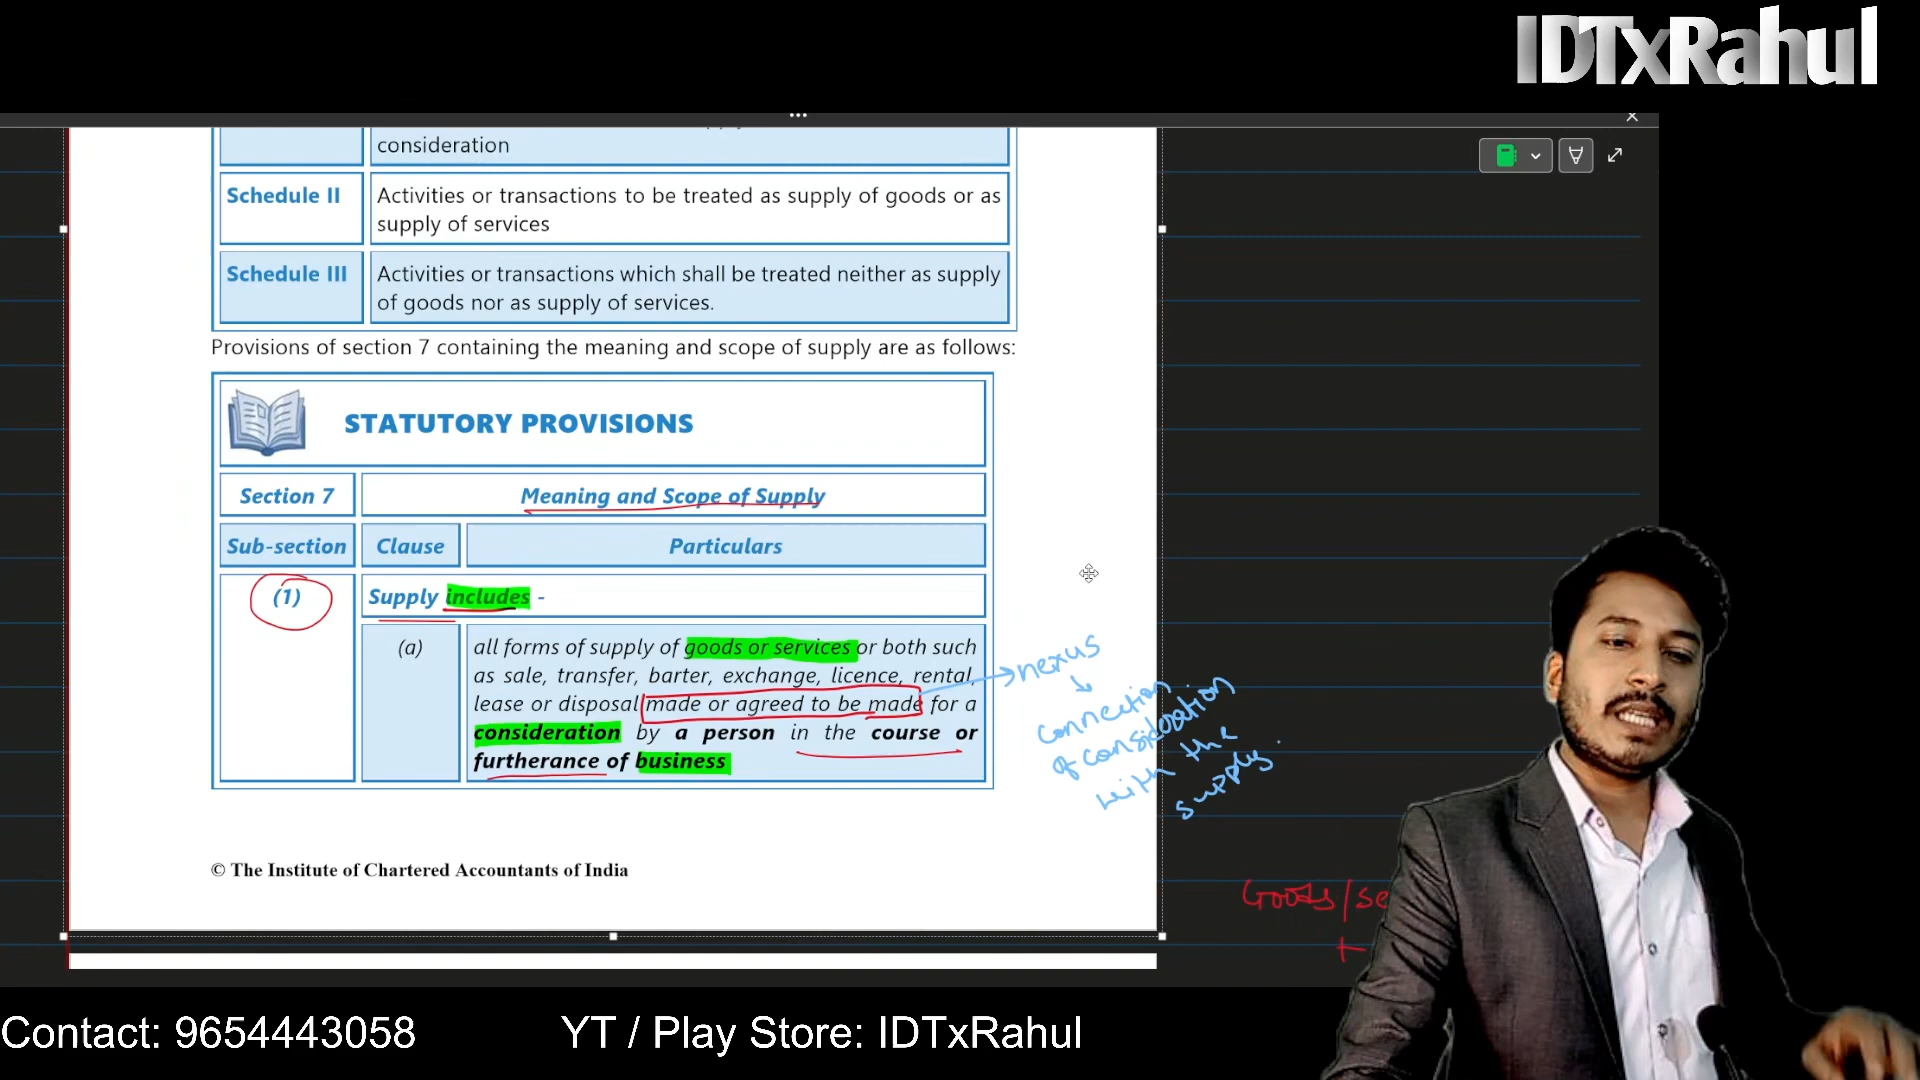 IDTxRahul
consideration
Schedule II
Activities or transactions to be treated as supply of goods or as
supply of services
Schedule III
Activities or transactions which shall be treated neither as supply
of goods nor as supply of services.
Provisions of section 7 containing the meaning and scope of supply are as follows:
STATUTORY PROVISIONS
Section 7
Meaning and Scope of Supply
Sub-section
Clause
Particulars
(1)
Supply includes -
(a)
all forms of supply of goods or services or both such
as sale, transfer, barter, exchange, licence, rental,
lease or disposal made or agreed to be made for a
consideration by a person in the course or
furtherance of business
nexus
connection
of consideration
with the
supply.
© The Institute of Chartered Accountants of India
Goods/se
+
Contact: 9654443058
YT / Play Store: IDTxRahul